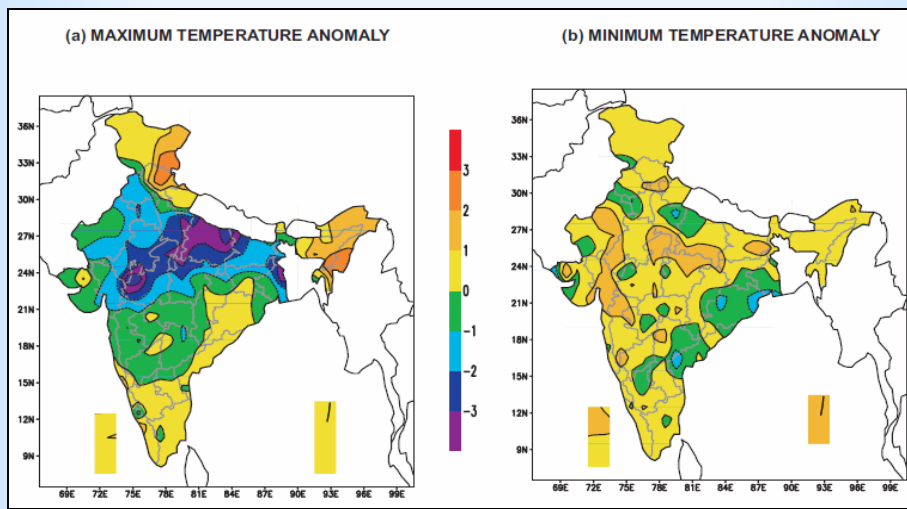 (a) MAXIMUM TEMPERATURE ANOMALY
(b) MINIMUM TEMPERATURE ANOMALY
36N
33N
30N
27N
24N
21N
18N
15N
12N
9N
69E 72E 75E 78E 81E 84E 87E 90E 93E 96E 99E
3
2
1
0
-1
-2
-3
36N
33N
30N
27N
24N
21N
18N
15N
12N
9N
69E 72E 75E 78E 81E 84E 87E 90E 93E 96E 99E